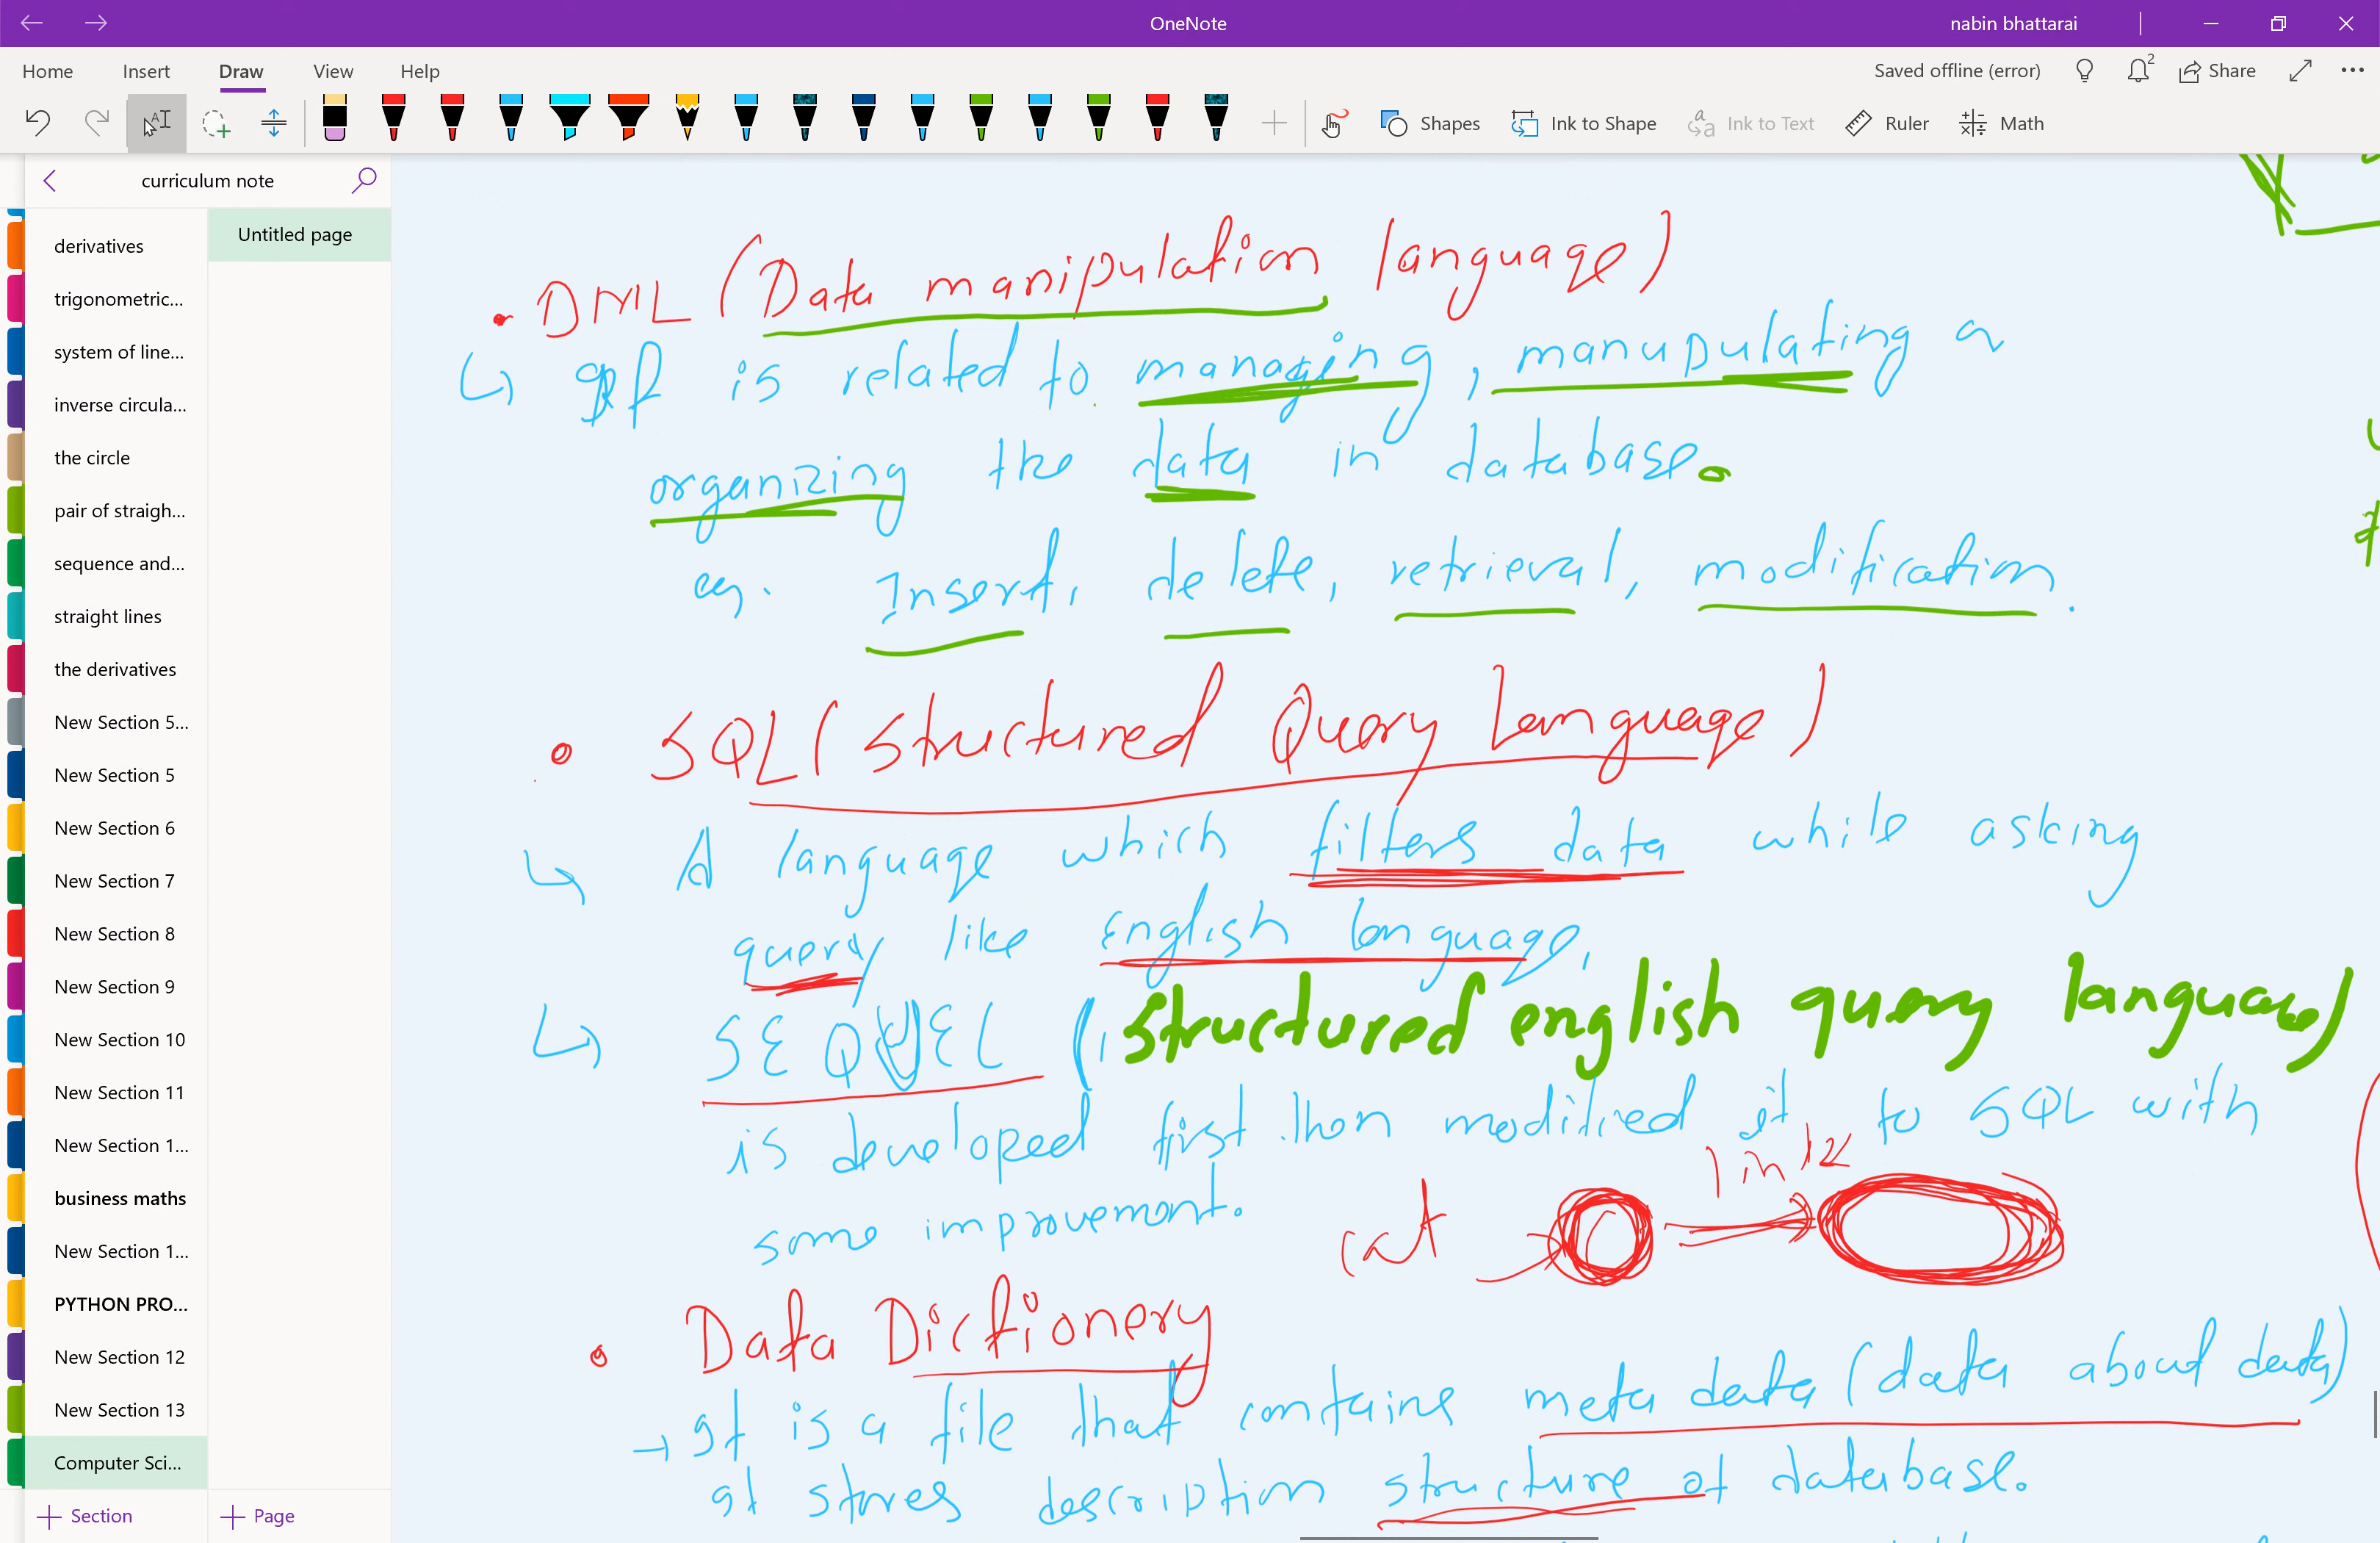 OneNote
nabin bhattarai
Home Insert Draw View Help
Saved offline (error)
2
Share
Shapes
Ink to Shape
Ink to Text
Ruler
Math
curriculum note
derivatives
trigonometric...
system of line...
inverse circula...
the circle
pair of straigh...
sequence and...
straight lines
the derivatives
New Section 5...
New Section 5
New Section 6
New Section 7
New Section 8
New Section 9
New Section 10
New Section 11
New Section 1...
business maths
New Section 1...
PYTHON PRO...
New Section 12
New Section 13
Computer Sci...
Section
Untitled page
Page
• DML (Data manipulation language)
↳ It is related to managing, manupulating
organizing the data in database.
eg. Insert, delete, retrieval, modification.
• SQL (Structured Query Language)
↳ A language which filters data while asking
query like English language,
↳ SEQUEL (Structured english query language)
is developed first then modified it to SQL with
some improvement.
cat → link →
• Data Dictionery
→ It is a file that contains meta data (data about data)
It stores description structure of database.